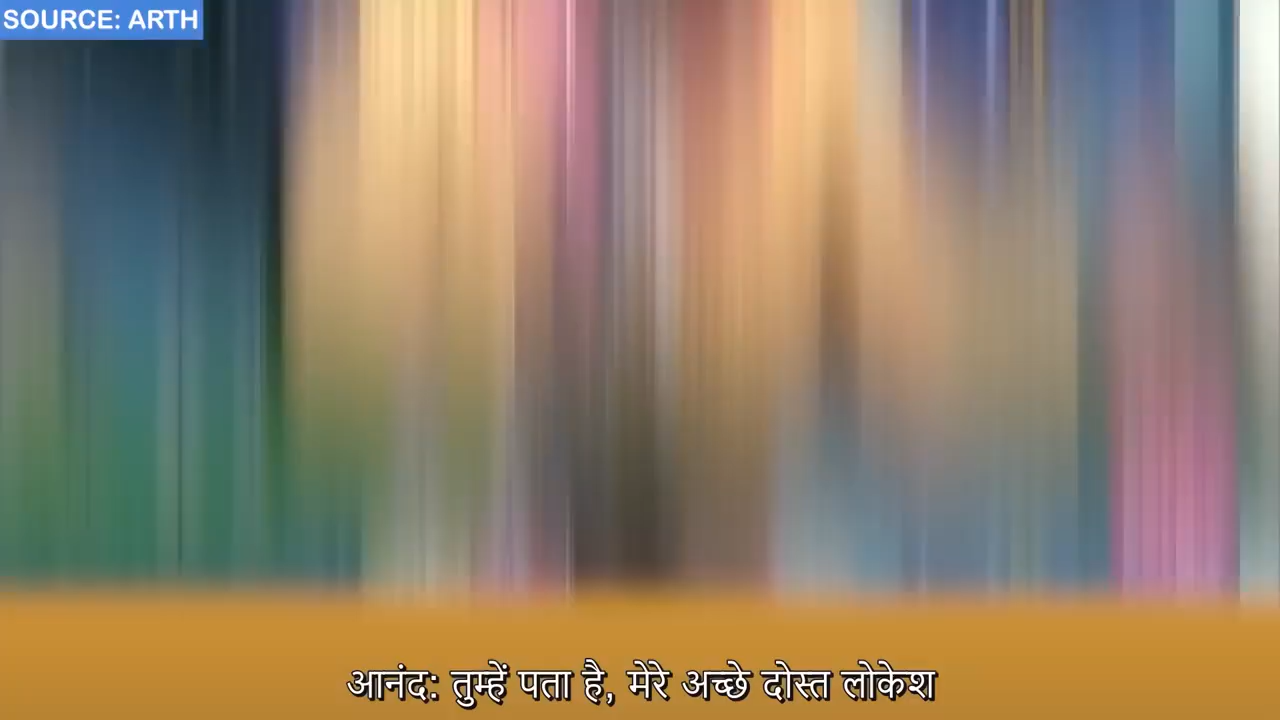 SOURCE: ARTH
आनंद: तुम्हें पता है, मेरे अच्छे दोस्त लोकेश